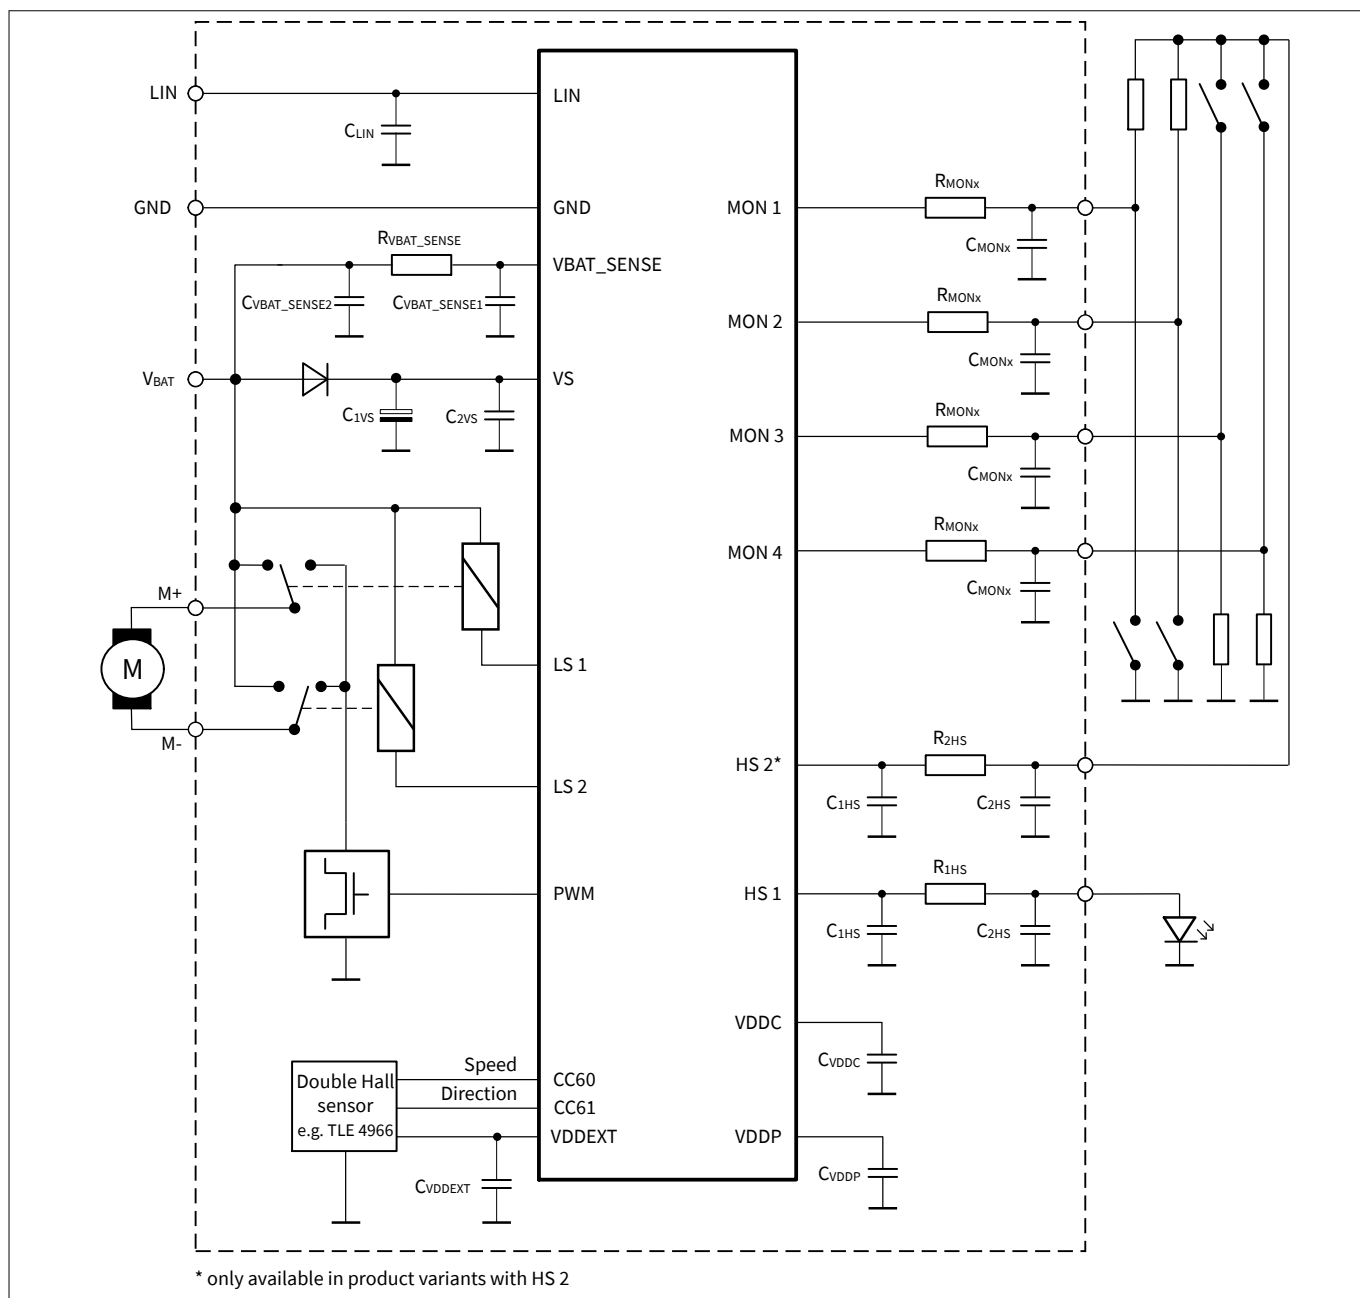 LIN
CLIN
GND
RVBAT_SENSE
CVBAT_SENSE2
CVBAT_SENSE1
VBAT
C1VS
C2VS
M+
M
M-
Double Hall
sensor
e.g. TLE 4966
Speed
Direction
CVDDEXT
LIN
GND
VBAT_SENSE
VS
LS 1
LS 2
PWM
CC60
CC61
VDDEXT
MON 1
MON 2
MON 3
MON 4
HS 2*
HS 1
VDDC
VDDP
RMONx
CMONx
RMONx
CMONx
RMONx
CMONx
RMONx
CMONx
R2HS
C1HS
C2HS
R1HS
C1HS
C2HS
CVDDC
CVDDP
* only available in product variants with HS 2